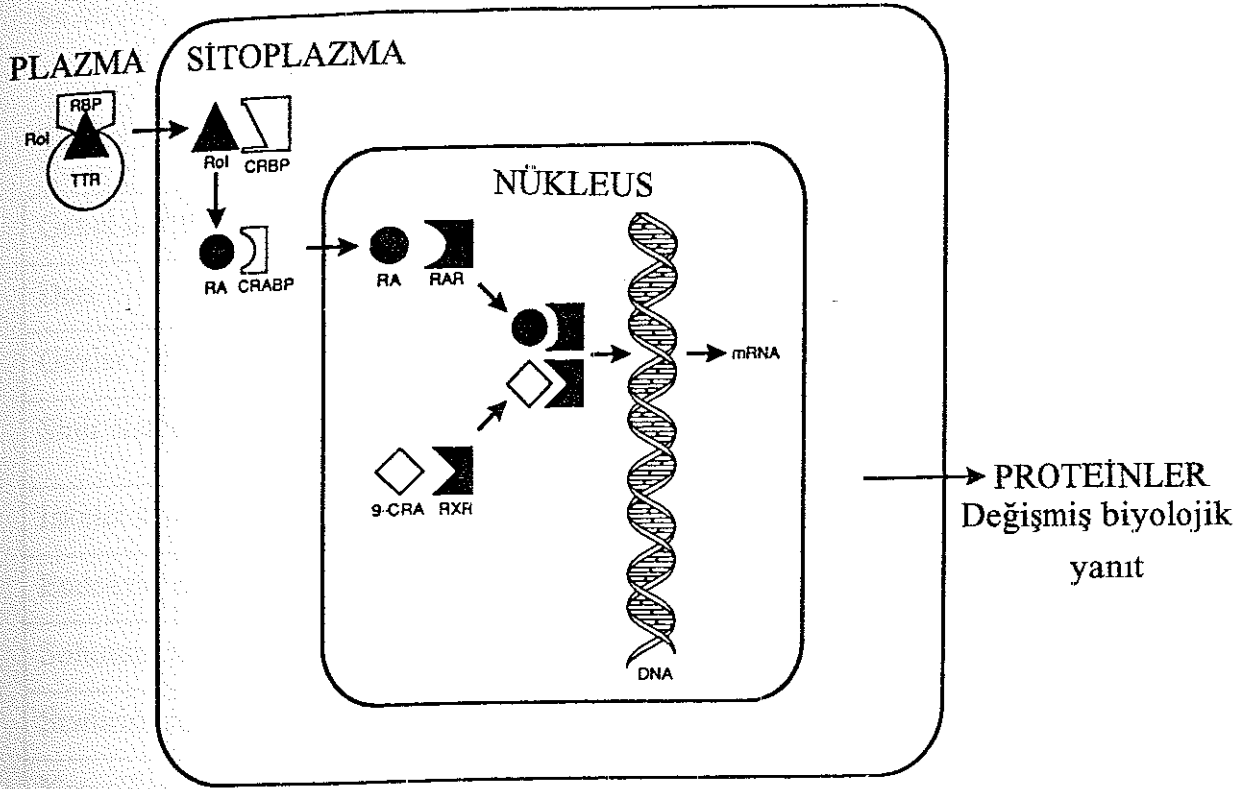 PLAZMA
SİTOPLAZMA
RBP
Rol
TTR
Rol
CRBP
NÜKLEUS
RA
CRABP
RA
RAR
mRNA
9-CRA
RXR
DNA
PROTEİNLER
Değişmiş biyolojik
yanıt